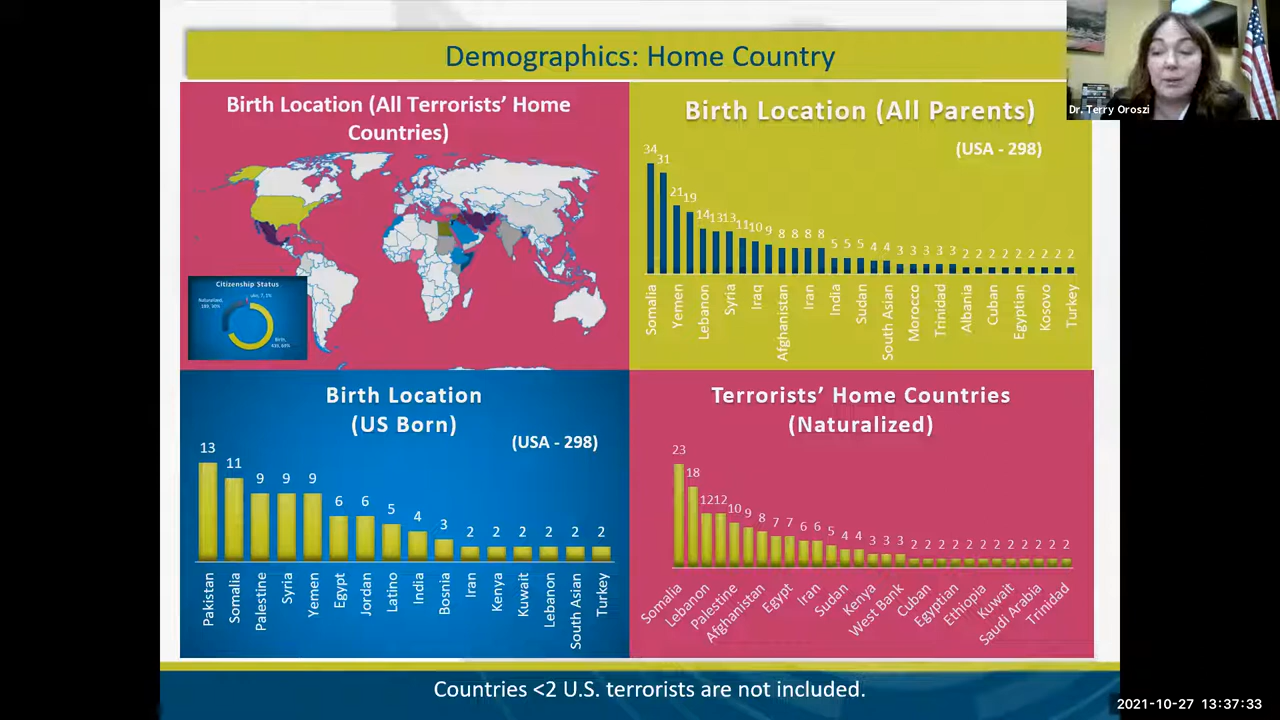 Demographics: Home Country
Dr. Terry Oroszi
Birth Location (All Terrorists' Home
Countries)
Citizenship Status
Naturalized,
Birth,
Birth Location (All Parents)
(USA - 298)
34
31
21
19
14
13
13
11
10
9
8
8
8
8
5
5
5
4
4
3
3
3
3
3
2
2
2
2
2
2
2
2
2
Somalia
Yemen
Lebanon
Syria
Iraq
Afghanistan
Iran
India
Sudan
South Asian
Morocco
Trinidad
Albania
Cuban
Egyptian
Kosovo
Turkey
Birth Location
(US Born)
(USA - 298)
13
11
9
9
9
6
6
5
4
3
2
2
2
2
2
2
Pakistan
Somalia
Palestine
Syria
Yemen
Egypt
Jordan
Latino
India
Bosnia
Iran
Kenya
Kuwait
Lebanon
South Asian
Turkey
Terrorists' Home Countries
(Naturalized)
23
18
12
12
10
9
8
7
7
6
6
5
4
4
3
3
3
2
2
2
2
2
2
2
2
2
2
2
2
Somalia
Lebanon
Palestine
Afghanistan
Egypt
Iran
Sudan
Kenya
West Bank
Cuban
Egyptian
Ethiopia
Kuwait
Saudi Arabia
Trinidad
Countries <2 U.S. terrorists are not included.
2021-10-27 13:37:33